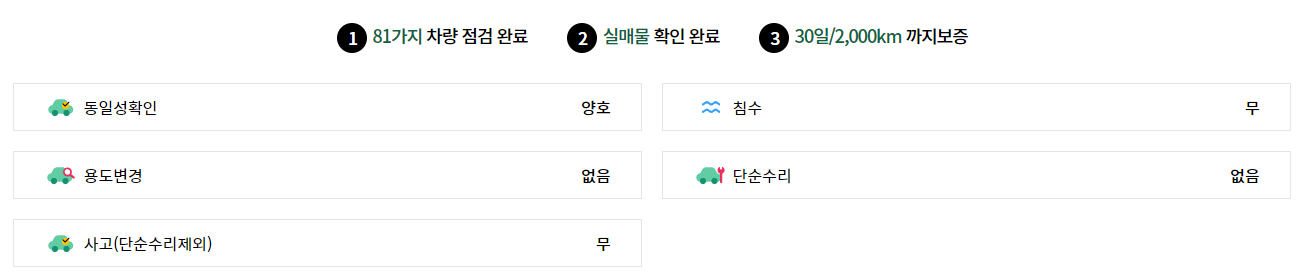 1 81가지 차량 점검 완료 2 실매물 확인 완료 3 30일/2,000km 까지보증
동일성확인 양호 침수 무
용도변경 없음 단순수리 없음
사고(단순수리제외) 무